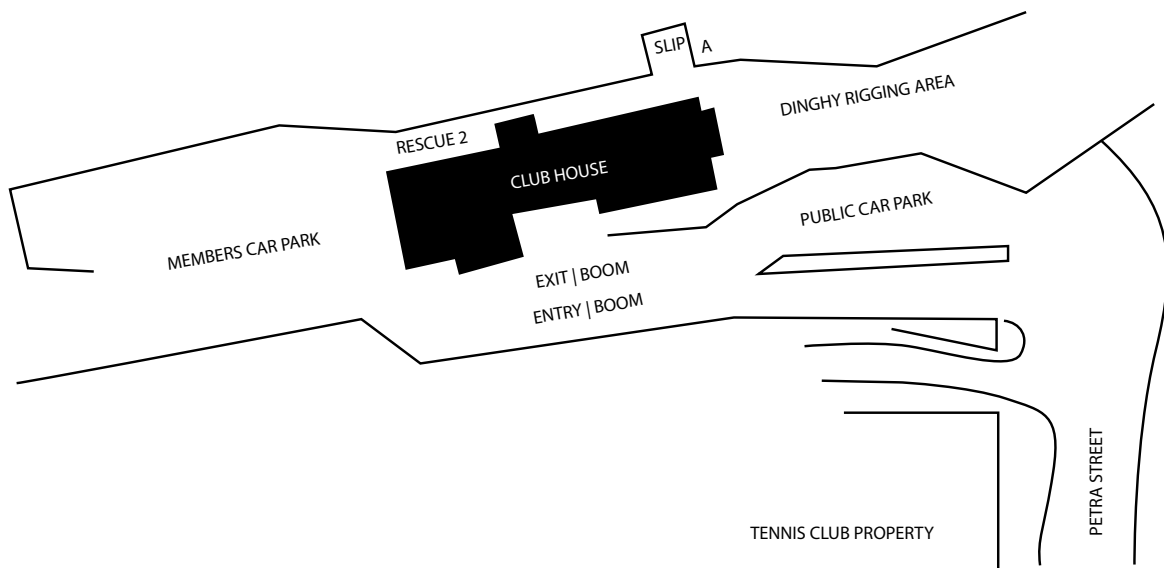 SLIP A
DINGHY RIGGING AREA
RESCUE 2
CLUB HOUSE
PUBLIC CAR PARK
MEMBERS CAR PARK
EXIT | BOOM
ENTRY | BOOM
PETRA STREET
TENNIS CLUB PROPERTY